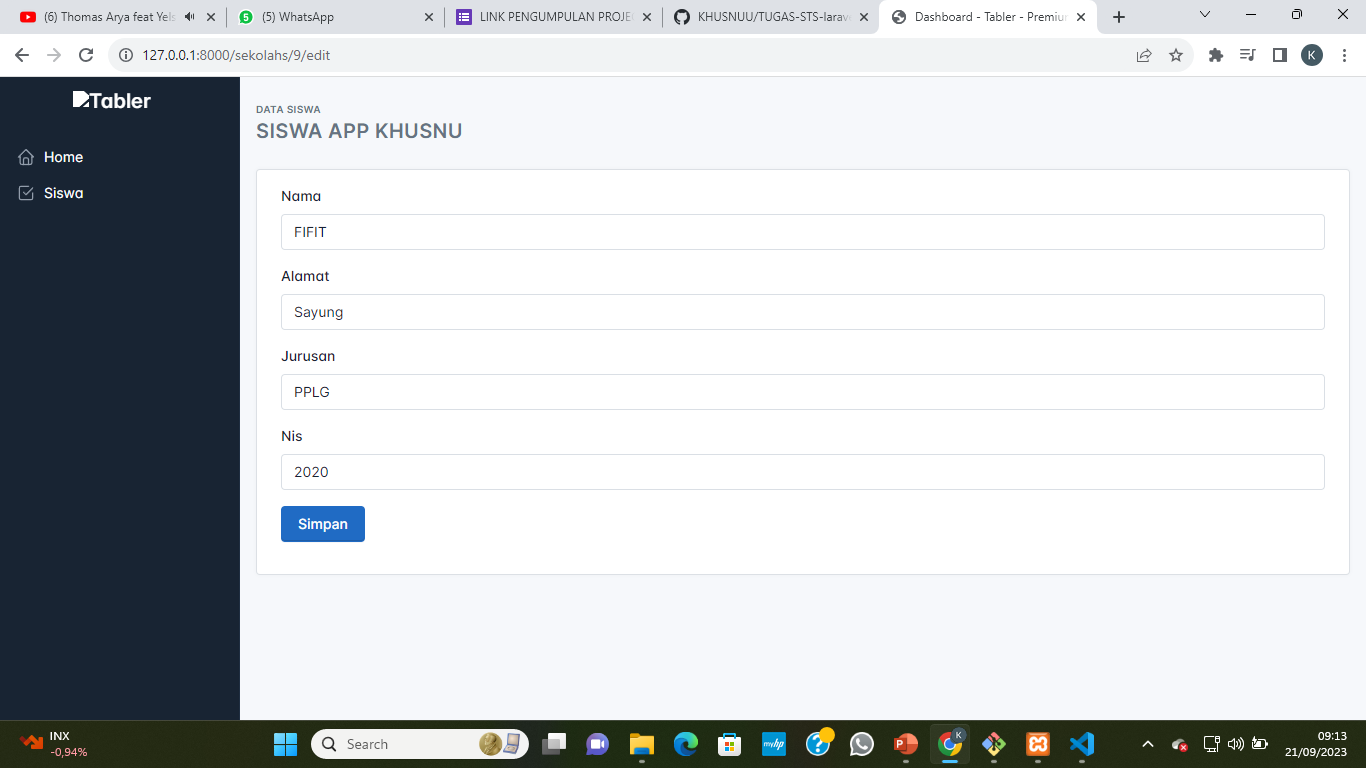 (6) Thomas Arya feat Yels
(5) WhatsApp
LINK PENGUMPULAN PROJE
KHUSNUU/TUGAS-STS-larav
Dashboard - Tabler - Premiu
127.0.0.1:8000/sekolahs/9/edit
K
Tabler
Home
Siswa
DATA SISWA
SISWA APP KHUSNU
Nama
FIFIT
Alamat
Sayung
Jurusan
PPLG
Nis
2020
Simpan
INX
-0,94%
Search
myhp
K
09:13
21/09/2023